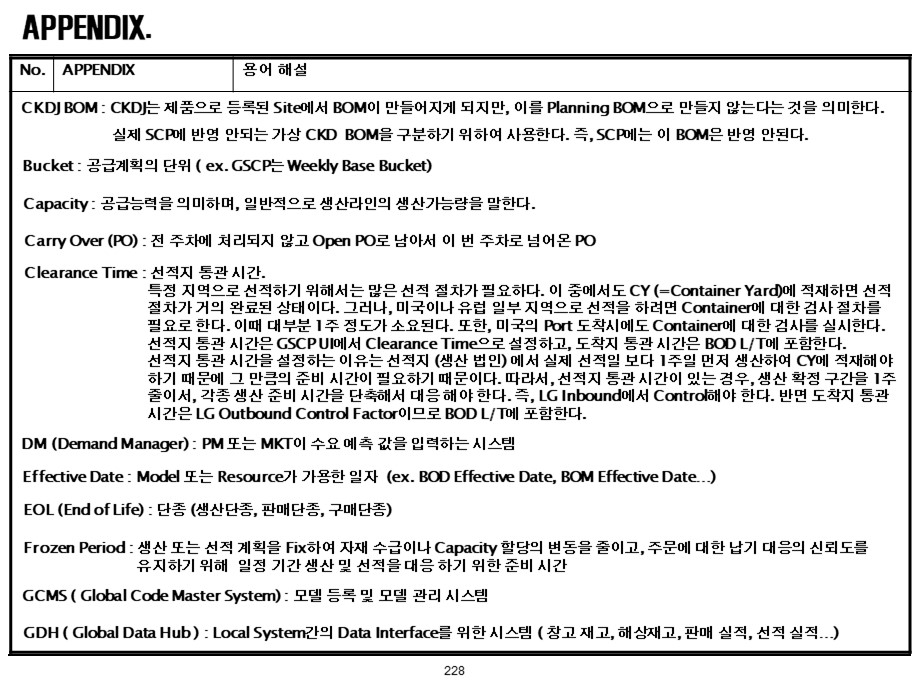 APPENDIX.
No. APPENDIX 용어 해설
CKDJ BOM : CKDJ는 제품으로 등록된 Site에서 BOM이 만들어지게 되지만, 이를 Planning BOM으로 만들지 않는다는 것을 의미한다.
실제 SCP에 반영 안되는 가상 CKD BOM을 구분하기 위하여 사용한다. 즉, SCP에는 이 BOM은 반영 안된다.
Bucket : 공급계획의 단위 ( ex. GSCP는 Weekly Base Bucket)
Capacity : 공급능력을 의미하며, 일반적으로 생산라인의 생산가능량을 말한다.
Carry Over (PO) : 전 주차에 처리되지 않고 Open PO로 남아서 이 번 주차로 넘어온 PO
Clearance Time : 선적지 통관 시간.
특정 지역으로 선적하기 위해서는 많은 선적 절차가 필요하다. 이 중에서도 CY (=Container Yard)에 적재하면 선적
절차가 거의 완료된 상태이다. 그러나, 미국이나 유럽 일부 지역으로 선적을 하려면 Container에 대한 검사 절차를
필요로 한다. 이때 대부분 1주 정도가 소요된다. 또한, 미국의 Port 도착시에도 Container에 대한 검사를 실시한다.
선적지 통관 시간은 GSCP UI에서 Clearance Time으로 설정하고, 도착지 통관 시간은 BOD L/T에 포함한다.
선적지 통관 시간을 설정하는 이유는 선적지 (생산 법인) 에서 실제 선적일 보다 1주일 먼저 생산하여 CY에 적재해야
하기 때문에 그 만큼의 준비 시간이 필요하기 때문이다. 따라서, 선적지 통관 시간이 있는 경우, 생산 확정 구간을 1주
줄이서, 각종 생산 준비 시간을 단축해서 대응 해야 한다. 즉, LG Inbound에서 Control해야 한다. 반면 도착지 통관
시간은 LG Outbound Control Factor이므로 BOD L/T에 포함한다.
DM (Demand Manager) : PM 또는 MKT이 수요 예측 값을 입력하는 시스템
Effective Date : Model 또는 Resource가 가용한 일자 (ex. BOD Effective Date, BOM Effective Date…)
EOL (End of Life) : 단종 (생산단종, 판매단종, 구매단종)
Frozen Period : 생산 또는 선적 계획을 Fix하여 자재 수급이나 Capacity 할당의 변동을 줄이고, 주문에 대한 납기 대응의 신뢰도를
유지하기 위해 일정 기간 생산 및 선적을 대응 하기 위한 준비 시간
GCMS ( Global Code Master System) : 모델 등록 및 모델 관리 시스템
GDH ( Global Data Hub ) : Local System간의 Data Interface를 위한 시스템 ( 창고 재고, 해상재고, 판매 실적, 선적 실적…)
228